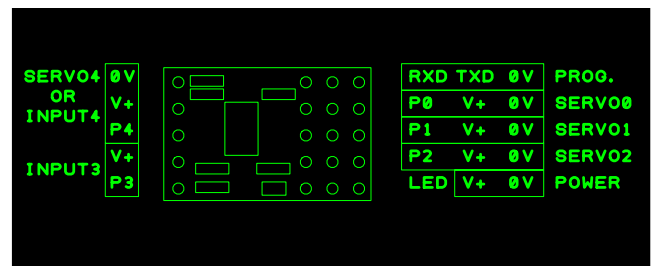 SERVO4 0V RXD TXD 0V PROG.
OR V+ P0 V+ 0V SERVO0
INPUT4 P4 P1 V+ 0V SERVO1
INPUT3 V+ P2 V+ 0V SERVO2
P3 LED V+ 0V POWER